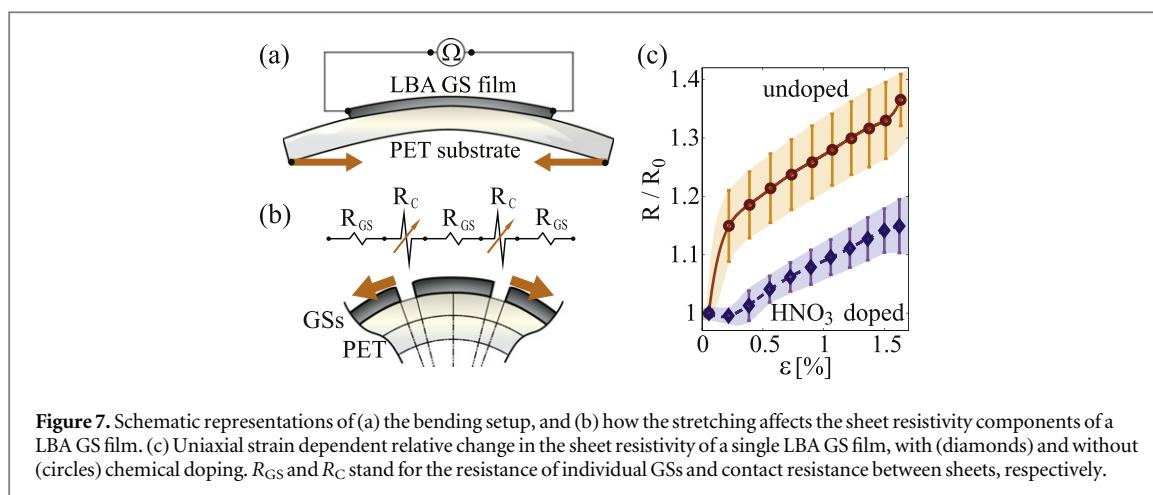 (a)
Ω
LBA GS film
PET substrate
(b)
R_C R_C
R_GS R_GS R_GS
GSs
PET
(c)
R / R_0
1.4
1.3
1.2
1.1
1
undoped
HNO_3 doped
0 0.5 1 1.5
ε [%]
Figure 7. Schematic representations of (a) the bending setup, and (b) how the stretching affects the sheet resistivity components of a
LBA GS film. (c) Uniaxial strain dependent relative change in the sheet resistivity of a single LBA GS film, with (diamonds) and without
(circles) chemical doping. R_GS and R_C stand for the resistance of individual GSs and contact resistance between sheets, respectively.